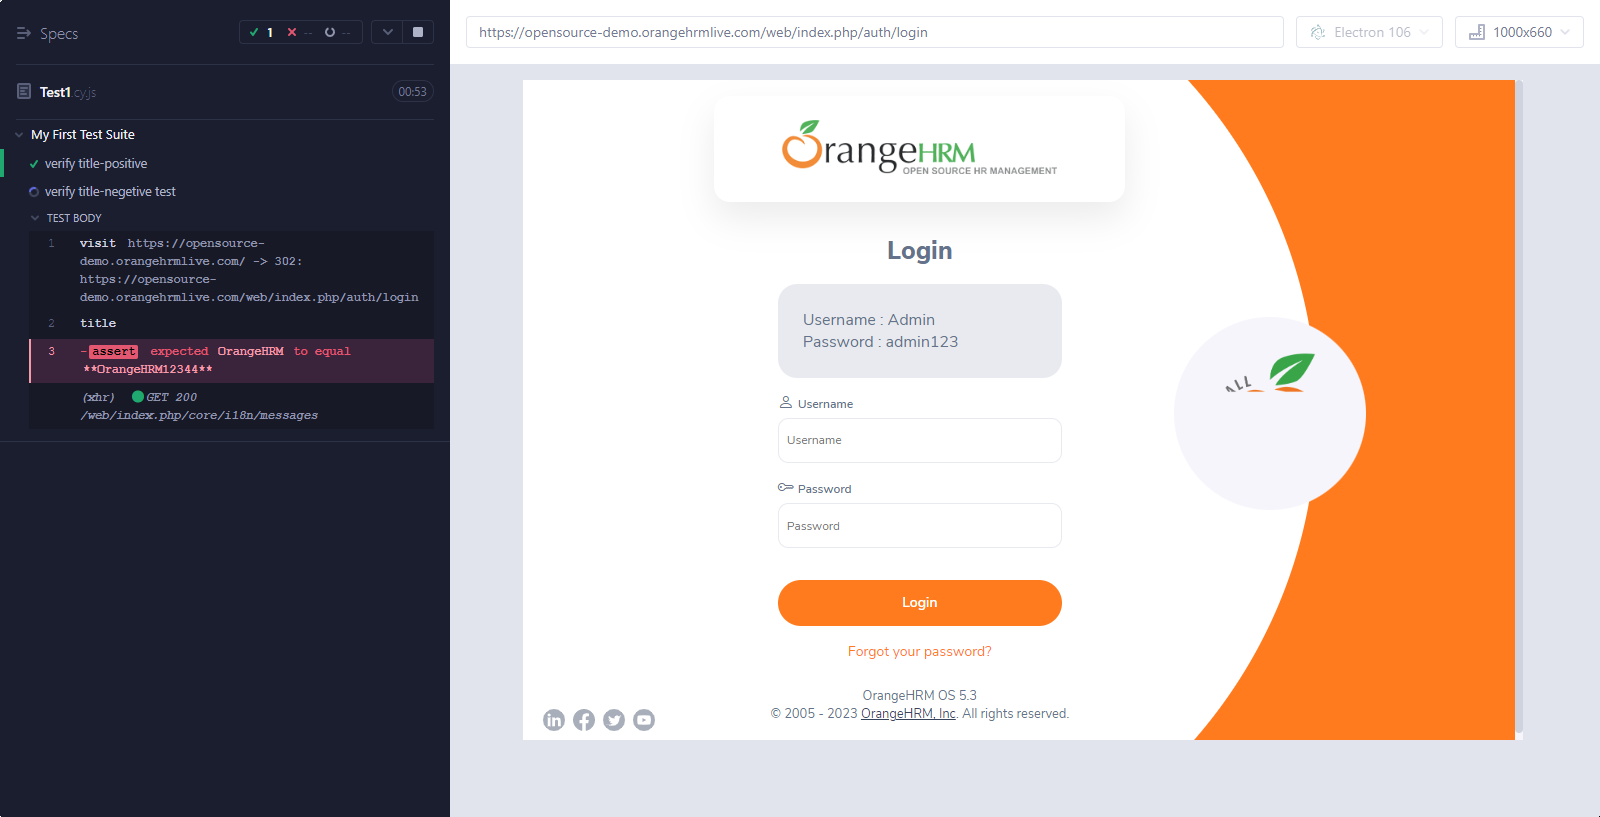 Specs
1
--
--
Test1.cy.js
00:53
My First Test Suite
verify title-positive
verify title-negetive test
TEST BODY
1 visit https://opensource-
demo.orangehrmlive.com/ -> 302:
https://opensource-
demo.orangehrmlive.com/web/index.php/auth/login
2 title
3 -assert expected OrangeHRM to equal
**OrangeHRM12344**
(xhr) GET 200
/web/index.php/core/i18n/messages
https://opensource-demo.orangehrmlive.com/web/index.php/auth/login
Electron 106
1000x660
OrangeHRM
OPEN SOURCE HR MANAGEMENT
Login
Username : Admin
Password : admin123
Username
Username
Password
Password
Login
Forgot your password?
OrangeHRM OS 5.3
© 2005 - 2023 OrangeHRM, Inc. All rights reserved.